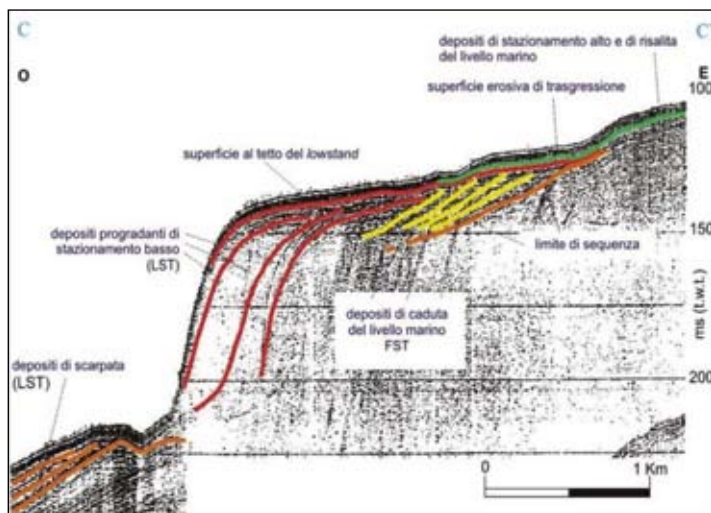 C
C'
O
E
depositi di stazionamento alto e di risalita
del livello marino
superficie erosiva di trasgressione
superficie al tetto del lowstand
depositi progradanti di
stazionamento basso
(LST)
limite di sequenza
depositi di caduta
del livello marino
FST
depositi di scarpata
(LST)
100
150
200
ms (t.w.t.)
0
1 Km